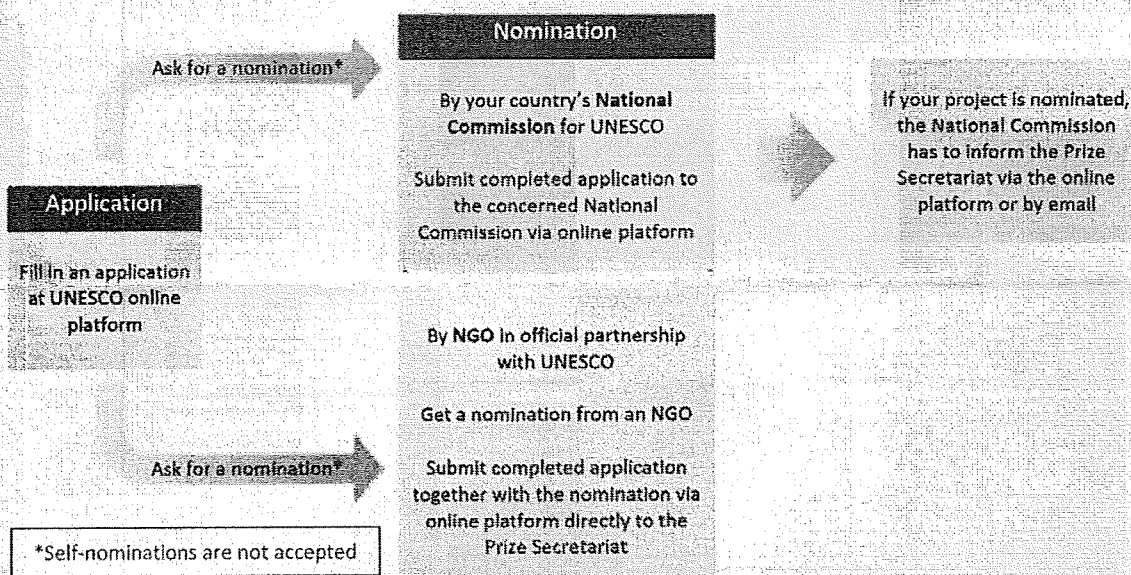 Application
Fill in an application
at UNESCO online
platform
Ask for a nomination*
Nomination
By your country's National
Commission for UNESCO
Submit completed application to
the concerned National
Commission via online platform
If your project is nominated,
the National Commission
has to inform the Prize
Secretariat via the online
platform or by email
Ask for a nomination*
By NGO in official partnership
with UNESCO
Get a nomination from an NGO
Submit completed application
together with the nomination via
online platform directly to the
Prize Secretariat
*Self-nominations are not accepted